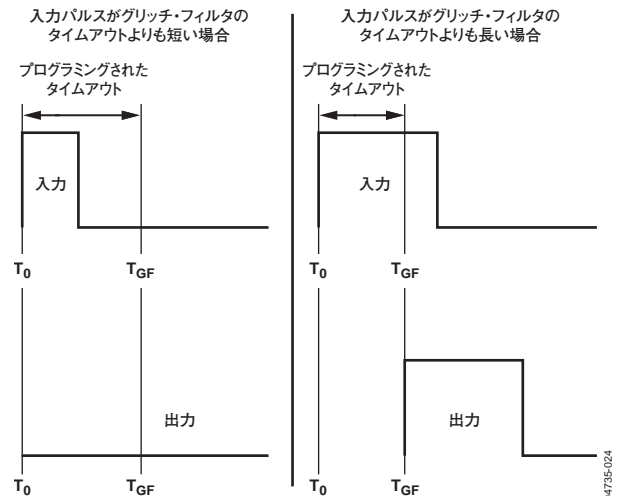 入力パルスがグリッチ・フィルタの
タイムアウトよりも短い場合
プログラミングされた
タイムアウト
入力
T0
TGF
出力
T0
TGF
入力パルスがグリッチ・フィルタの
タイムアウトよりも長い場合
プログラミングされた
タイムアウト
入力
T0
TGF
出力
T0
TGF
4735-024